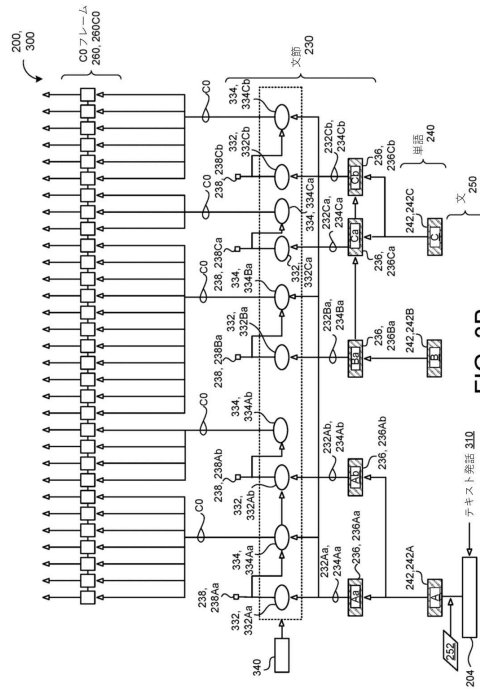 200,
300
C0 フレーム
260, 260C0
C0
C0
C0
C0
C0
文節
230
238,
238Aa
334,
334Aa
238, 238Ab
332,
332Ab
334,
334Ab
238, 238Ba
332,
332Ba
334,
334Ba
238, 238Ca
332,
332Ca
334, 334Ca
238, 238Cb
332,
332Cb
334,
334Cb
340
332,
332Aa
232Aa,
234Aa
232Ab,
234Ab
232Ba,
234Ba
232Ca,
234Ca
232Cb,
234Cb
Aa
236, 236Aa
Ab
236, 236Ab
Ba
236,
236Ba
Ca
236,
236Ca
Cb
236,
236Cb
単語
240
A
242, 242A
B
242, 242B
C
242, 242C
文
250
252
204
テキスト発話 310
FIG.